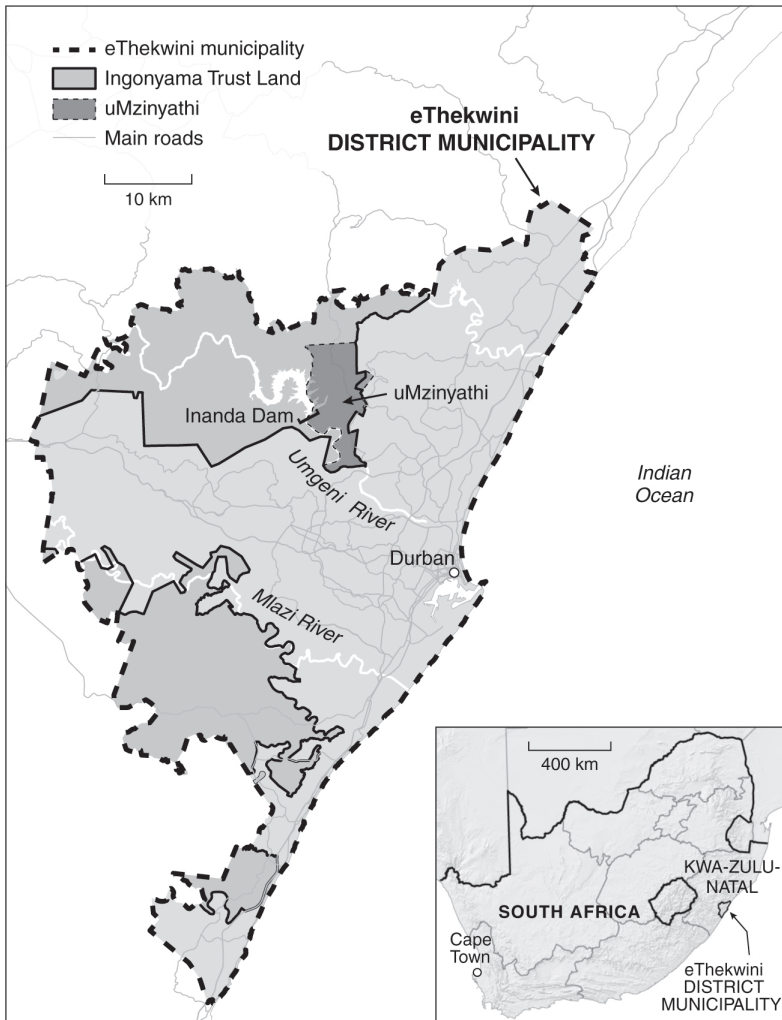 eThekwini municipality
Ingonyama Trust Land
uMzinyathi
Main roads
10 km
eThekwini
DISTRICT MUNICIPALITY
uMzinyathi
Inanda Dam
Umgeni River
Indian
Ocean
Durban
Mlazi River
400 km
KWA-ZULU-
NATAL
SOUTH AFRICA
Cape
Town
eThekwini
DISTRICT
MUNICIPALITY